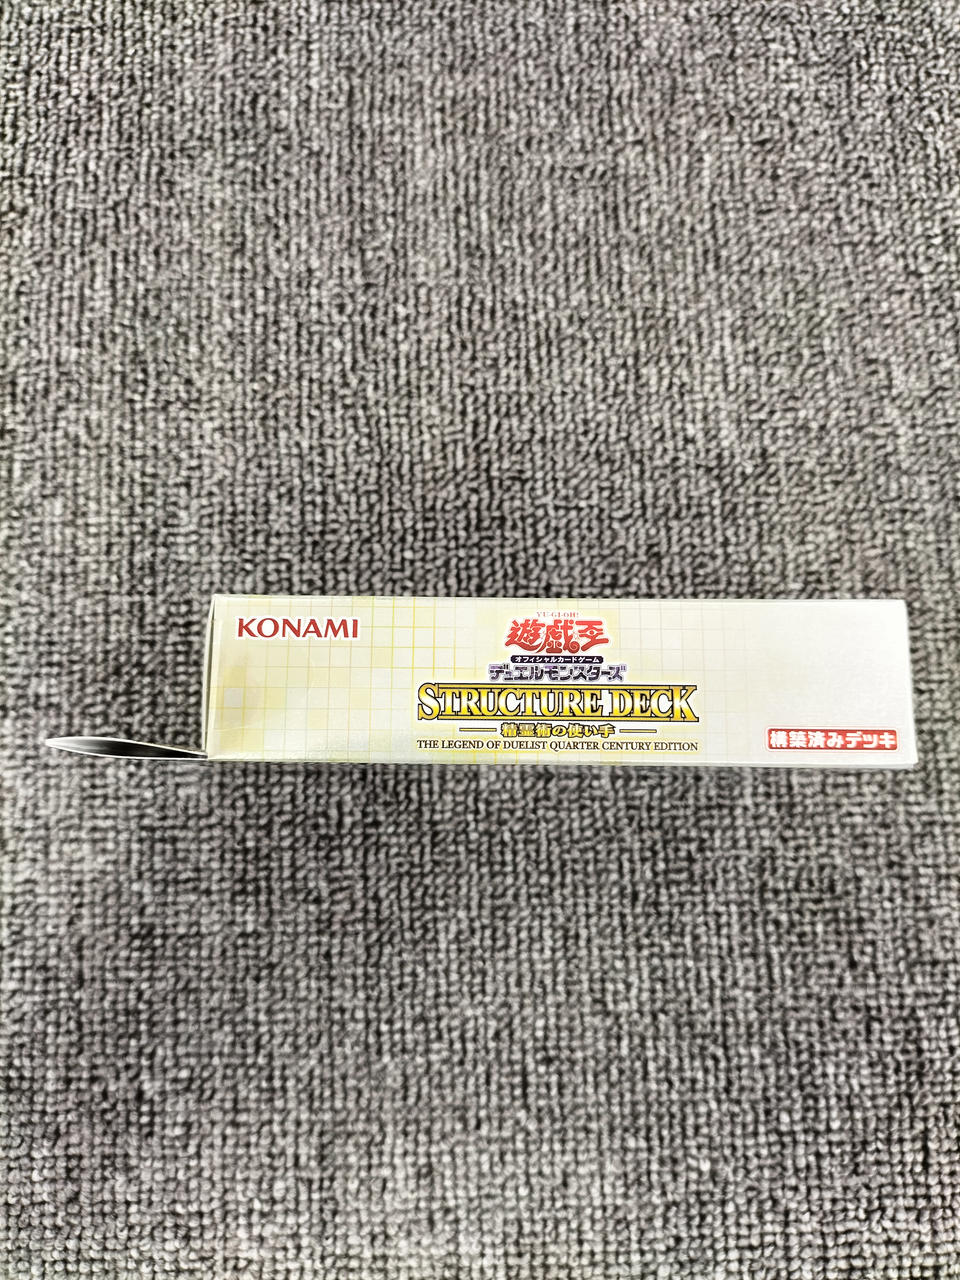 KONAMI
YU-GI-OH!
遊戯王
オフィシャルカードゲーム
デュエルモンスターズ
STRUCTURE DECK
精霊術の使い手
THE LEGEND OF DUELIST QUARTER CENTURY EDITION
構築済みデッキ